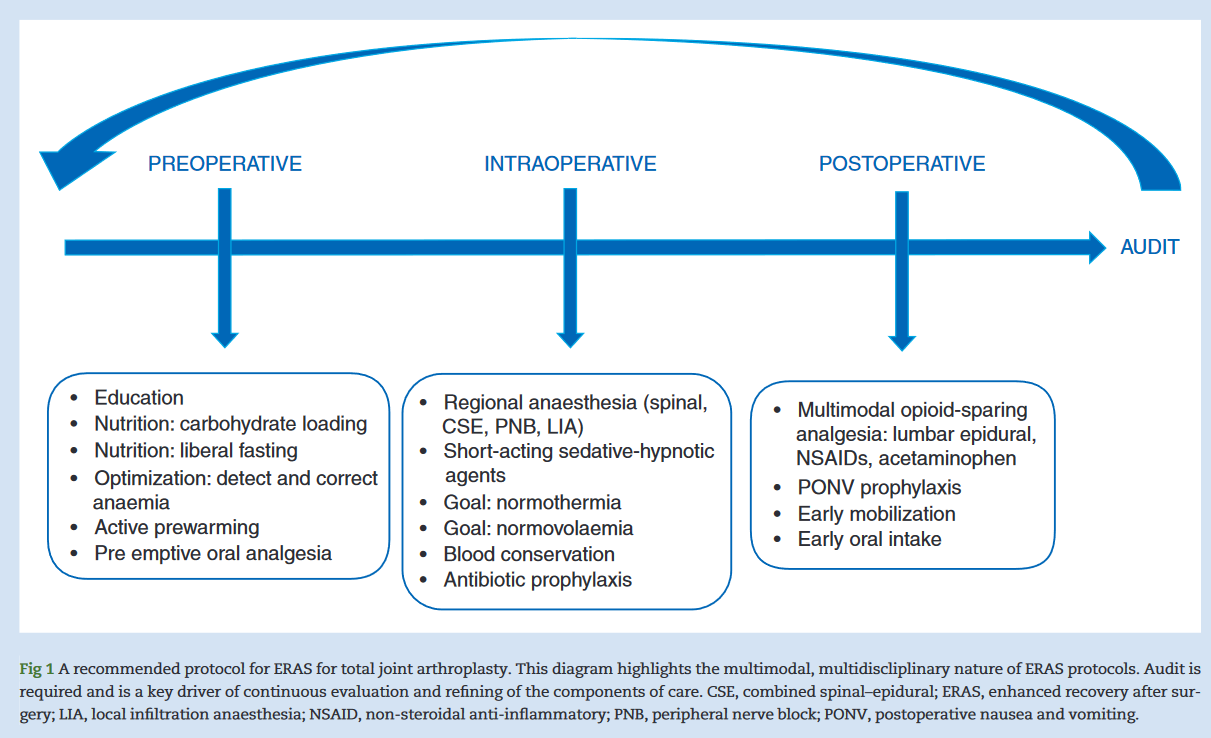 PREOPERATIVE
INTRAOPERATIVE
POSTOPERATIVE
AUDIT
• Education
• Nutrition: carbohydrate loading
• Nutrition: liberal fasting
• Optimization: detect and correct
anaemia
• Active prewarming
• Pre emptive oral analgesia
• Regional anaesthesia (spinal,
CSE, PNB, LIA)
• Short-acting sedative-hypnotic
agents
• Goal: normothermia
• Goal: normovolaemia
• Blood conservation
• Antibiotic prophylaxis
• Multimodal opioid-sparing
analgesia: lumbar epidural,
NSAIDs, acetaminophen
• PONV prophylaxis
• Early mobilization
• Early oral intake
Fig 1 A recommended protocol for ERAS for total joint arthroplasty. This diagram highlights the multimodal, multidiscliplinary nature of ERAS protocols. Audit is
required and is a key driver of continuous evaluation and refining of the components of care. CSE, combined spinal–epidural; ERAS, enhanced recovery after sur-
gery; LIA, local infiltration anaesthesia; NSAID, non-steroidal anti-inflammatory; PNB, peripheral nerve block; PONV, postoperative nausea and vomiting.